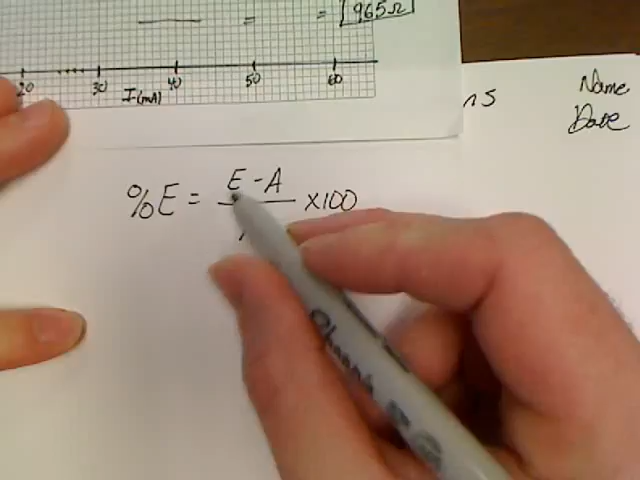 = = 965Ω
20 30 40 50 60
I (mA)
Name
Date
%E = E - A x100